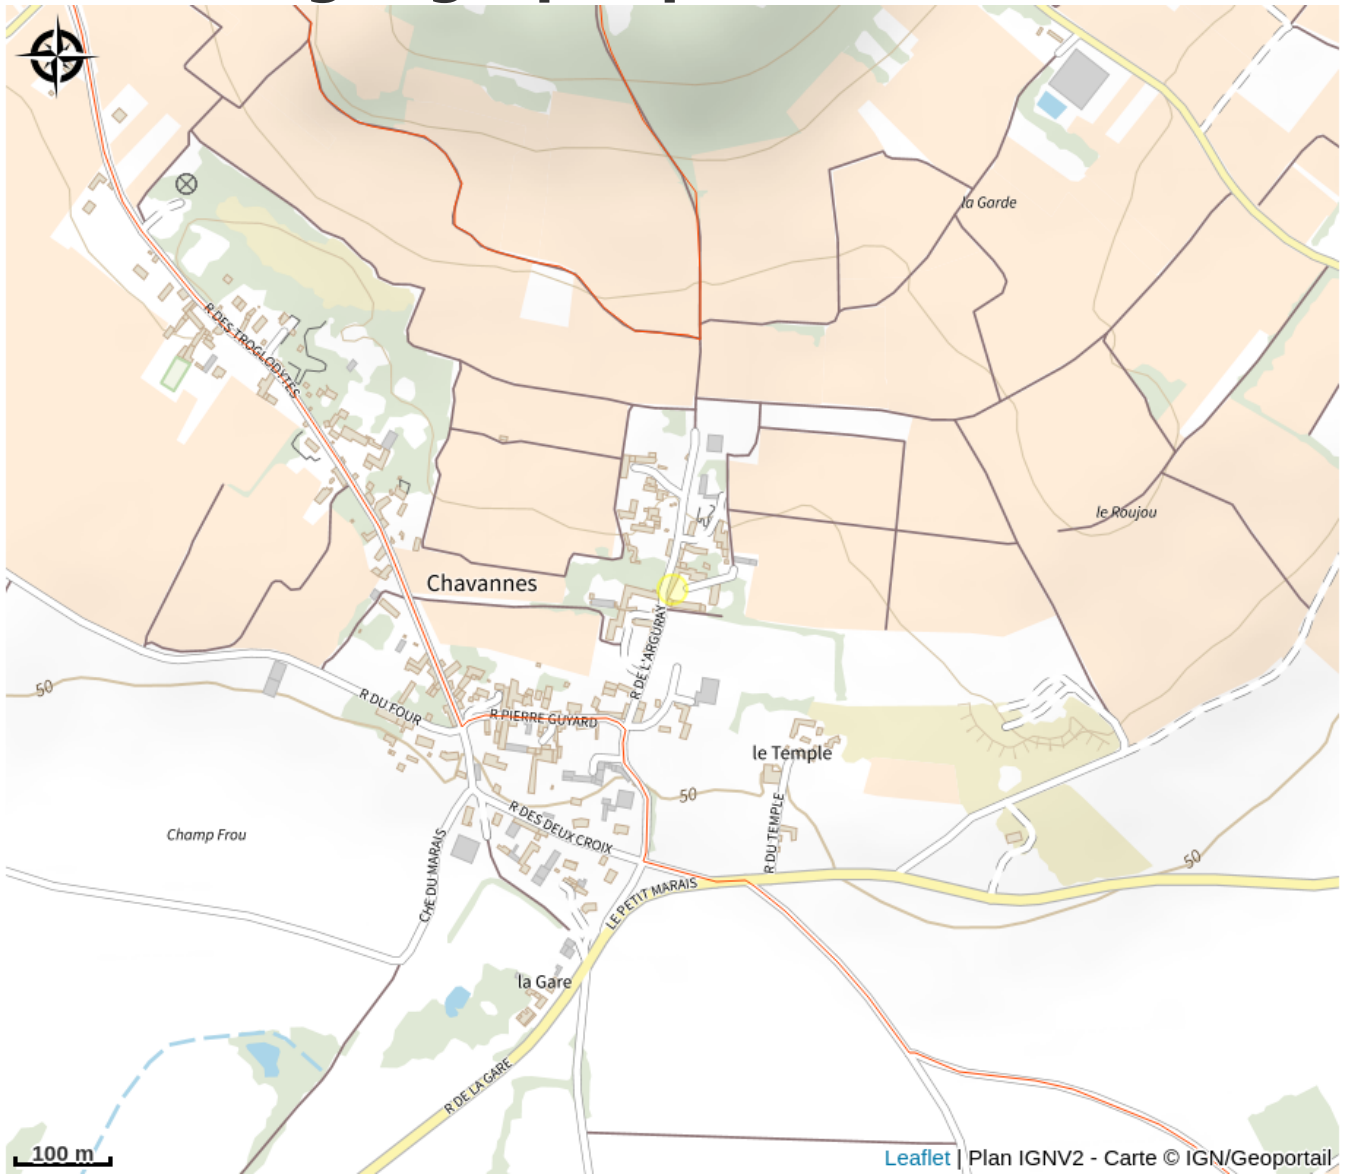 la Garde
R DES TROGLODYTES
le Roujou
Chavannes
R DE L'ARGURAY
50
R DU FOUR
R PIERRE GUYARD
le Temple
50
R DES DEUX CROIX
R DU TEMPLE
Champ Frou
50
CHE DU MARAIS
LE PETIT MARAIS
la Gare
R DE LA GARE
100 m
Leaflet | Plan IGNV2 - Carte © IGN/Geoportail